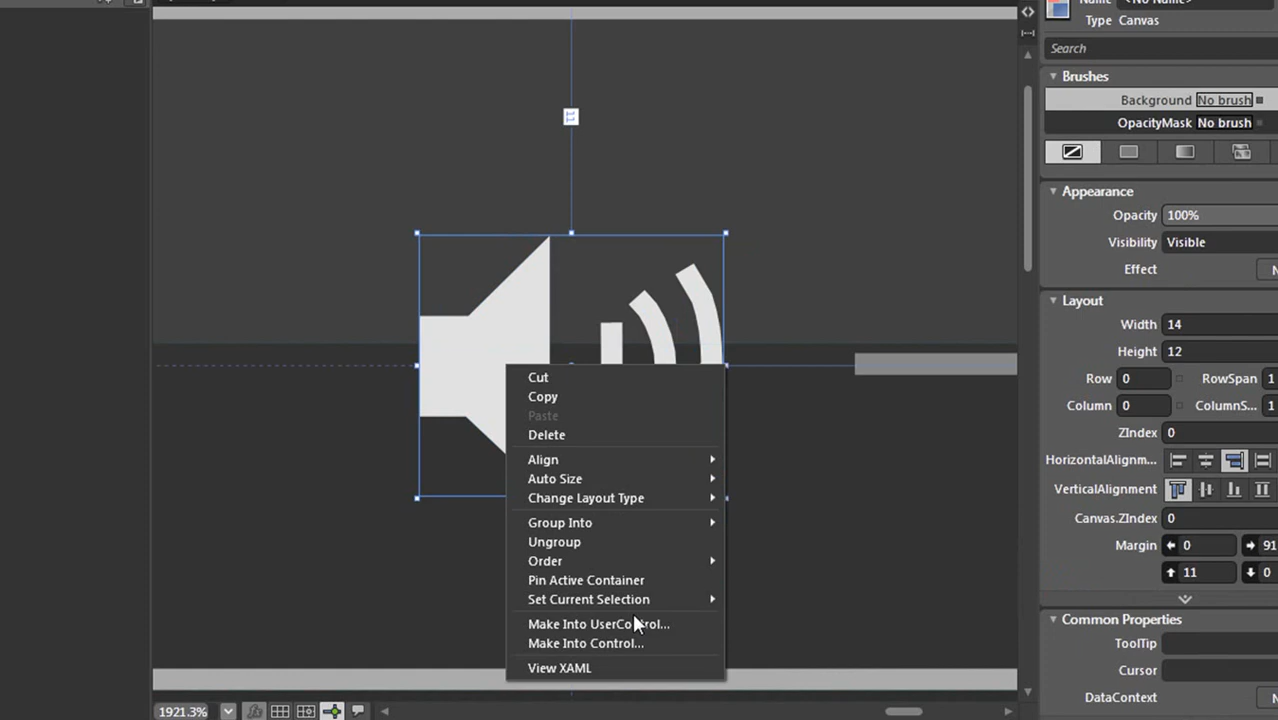 Name <No Name>
Type Canvas
Search
Brushes
Background No brush
OpacityMask No brush
Appearance
Opacity 100%
Visibility Visible
Effect N
Layout
Width 14
Height 12
Row 0 RowSpan 1
Column 0 ColumnS... 1
ZIndex 0
HorizontalAlignm...
VerticalAlignment
Canvas.ZIndex 0
Margin 0 91
11 0
Common Properties
ToolTip
Cursor
DataContext N
Cut
Copy
Paste
Delete
Align
Auto Size
Change Layout Type
Group Into
Ungroup
Order
Pin Active Container
Set Current Selection
Make Into UserControl...
Make Into Control...
View XAML
1921.3%